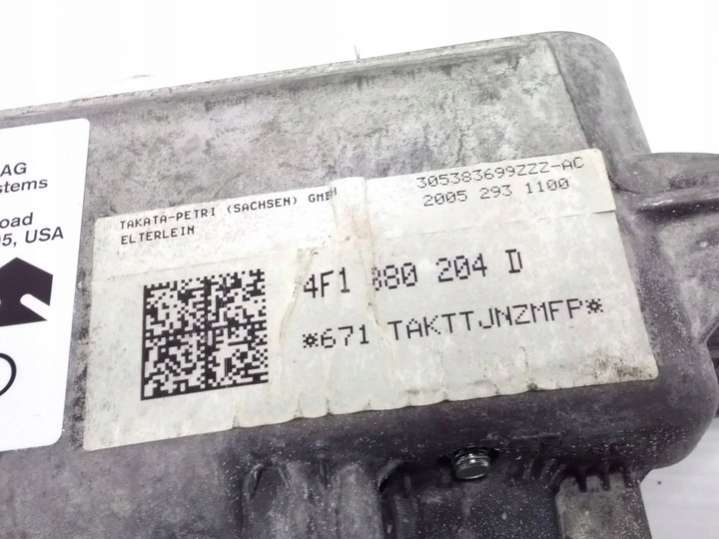 AG
stems
oad
05, USA
TAKATA-PETRI (SACHSEN) GMBH
ELTERLEIN
305383699ZZZ-AC
2005 293 1100
4F1 880 204 D
*671 TAKTTJNZMFP*